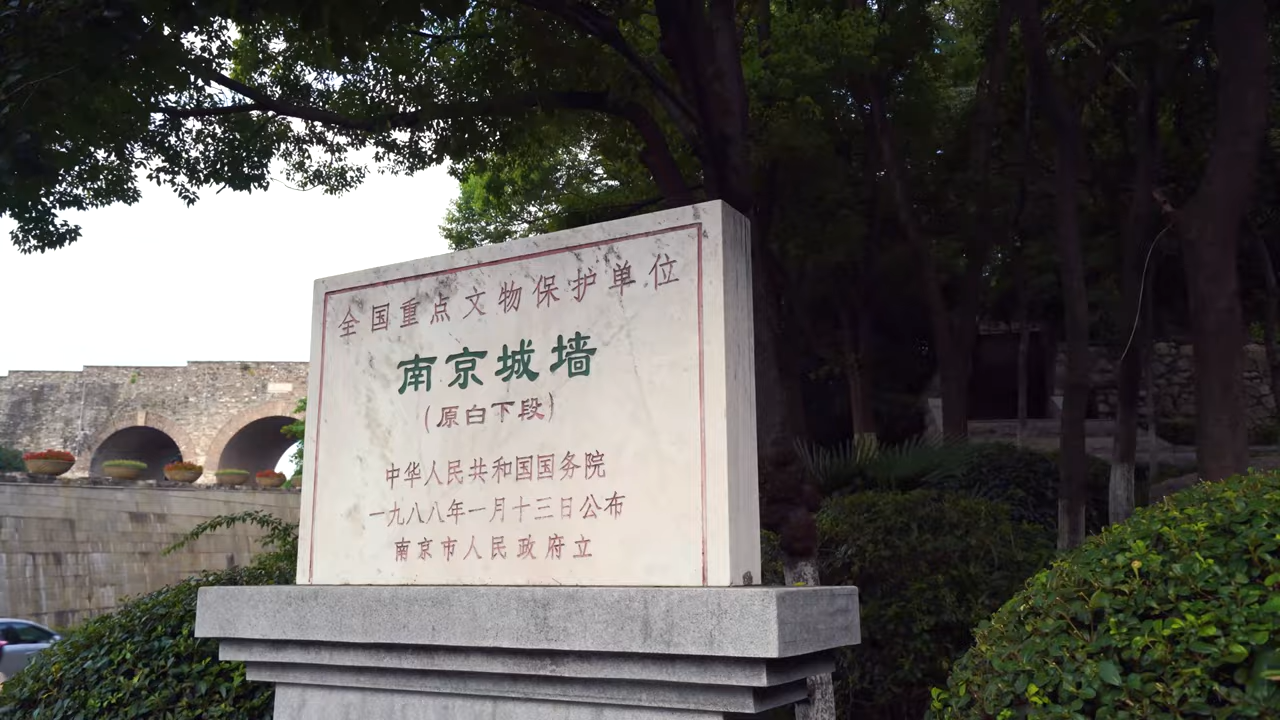 全国重点文物保护单位
南京城墙
(原白下段)
中华人民共和国国务院
一九八八年一月十三日公布
南京市人民政府立